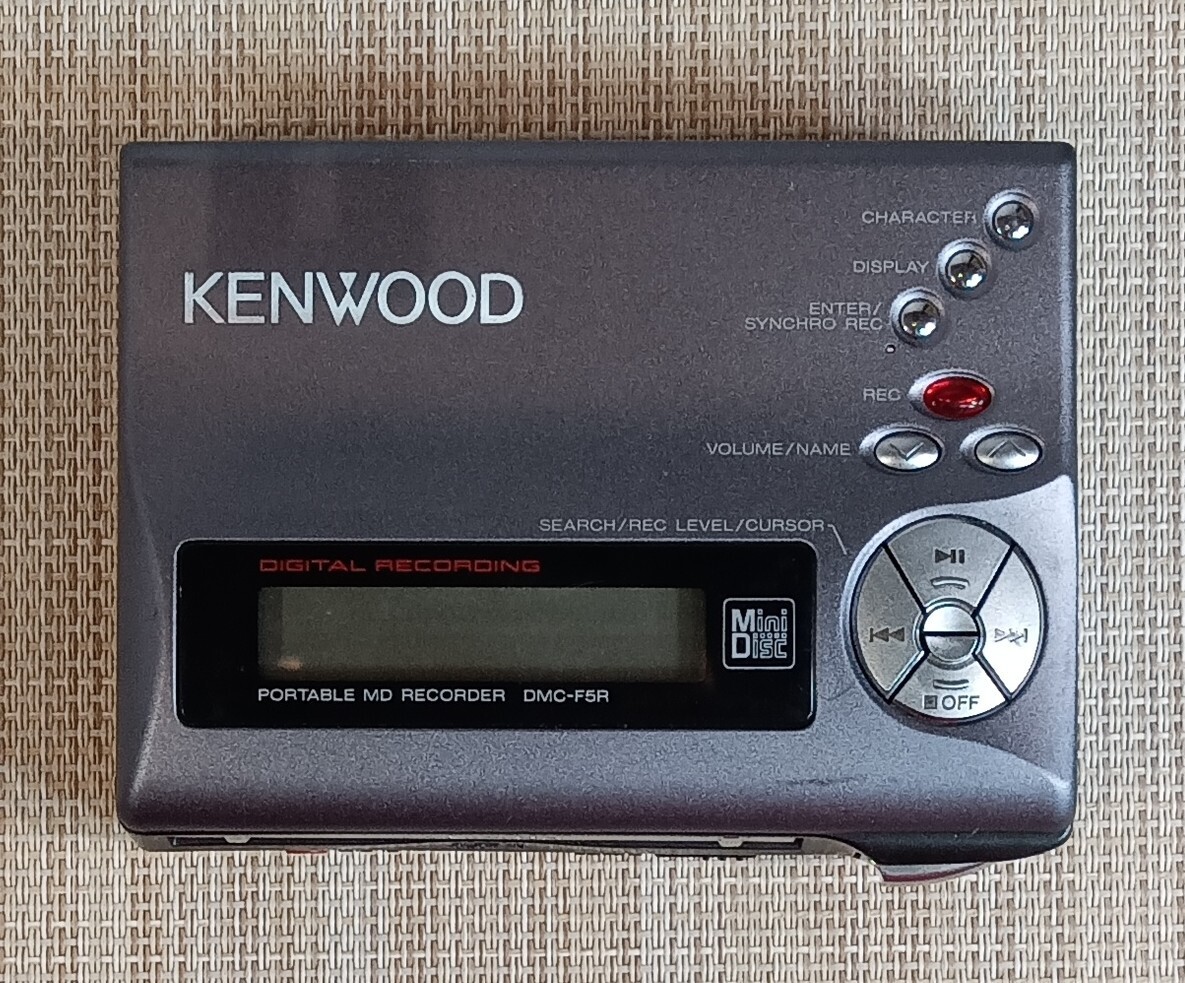 CHARACTER
DISPLAY
KENWOOD
ENTER/
SYNCHRO REC
REC
VOLUME/NAME
SEARCH/REC LEVEL/CURSOR
DIGITAL RECORDING
Mini
Disc
PORTABLE MD RECORDER DMC-F5R
OFF